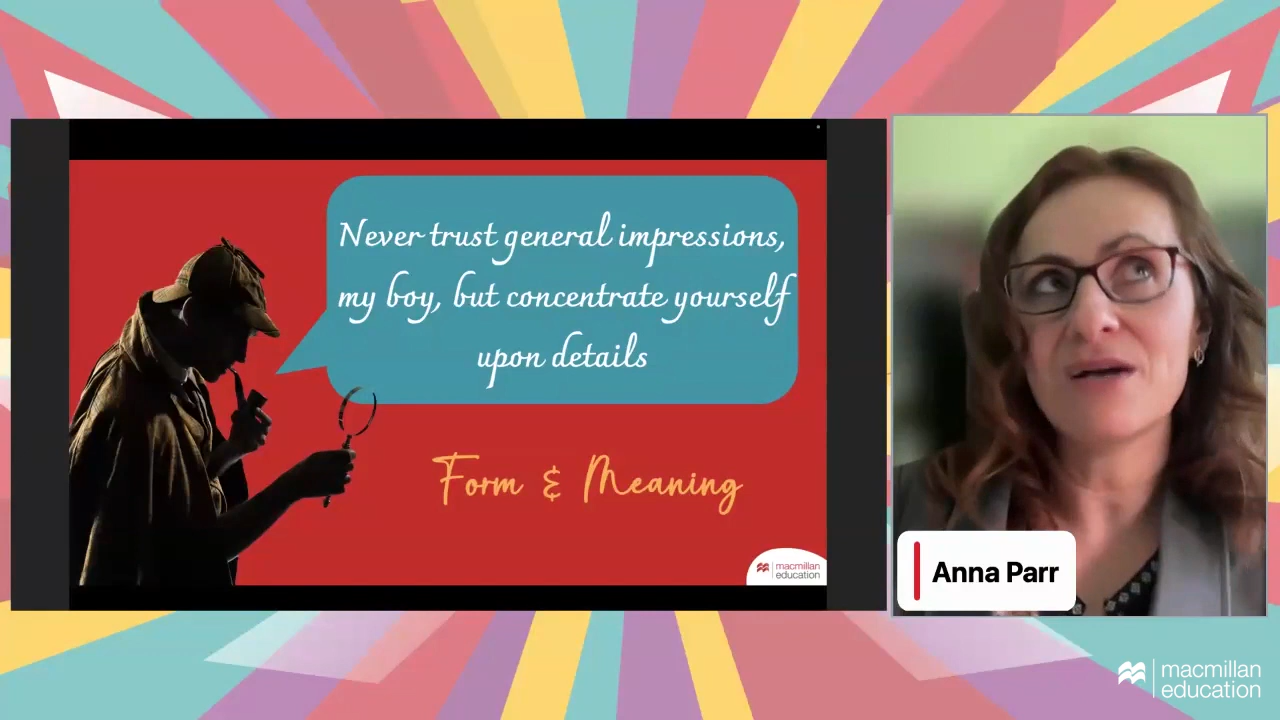 Never trust general impressions,
my boy, but concentrate yourself
upon details
Form & Meaning
macmillan
education
Anna Parr
macmillan
education